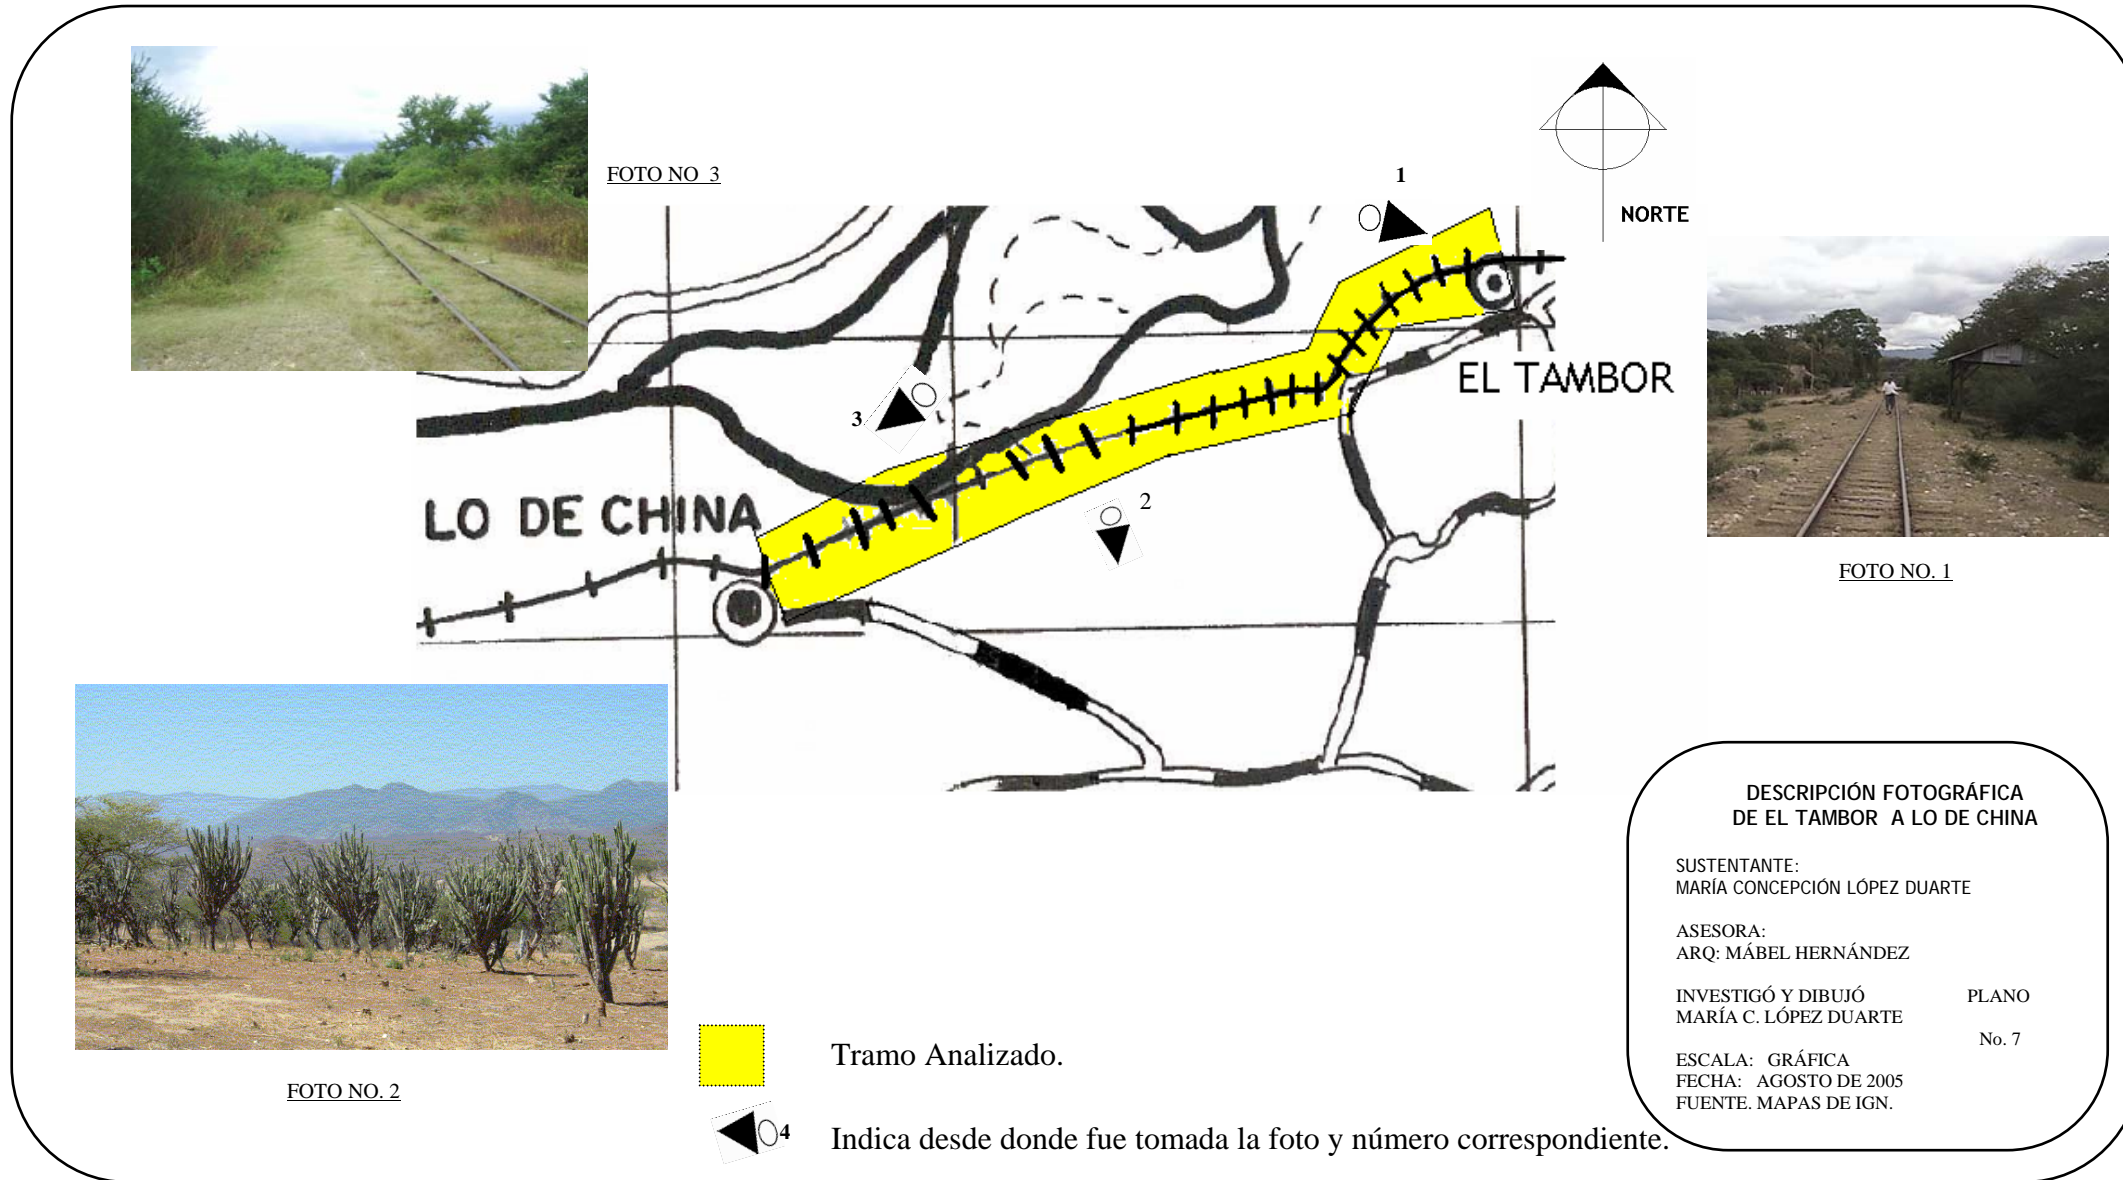 FOTO NO  3
1
NORTE
EL TAMBOR
3
LO DE CHINA
2
FOTO NO. 1
FOTO NO. 2
Tramo Analizado.
4
Indica desde donde fue tomada la foto y número correspondiente.
DESCRIPCIÓN FOTOGRÁFICA
DE EL TAMBOR  A LO DE CHINA
SUSTENTANTE:
MARÍA CONCEPCIÓN LÓPEZ DUARTE
ASESORA:
ARQ: MÁBEL HERNÁNDEZ
INVESTIGÓ Y DIBUJÓ
MARÍA C. LÓPEZ DUARTE
PLANO
No. 7
ESCALA:   GRÁFICA
FECHA:   AGOSTO DE 2005
FUENTE. MAPAS DE IGN.